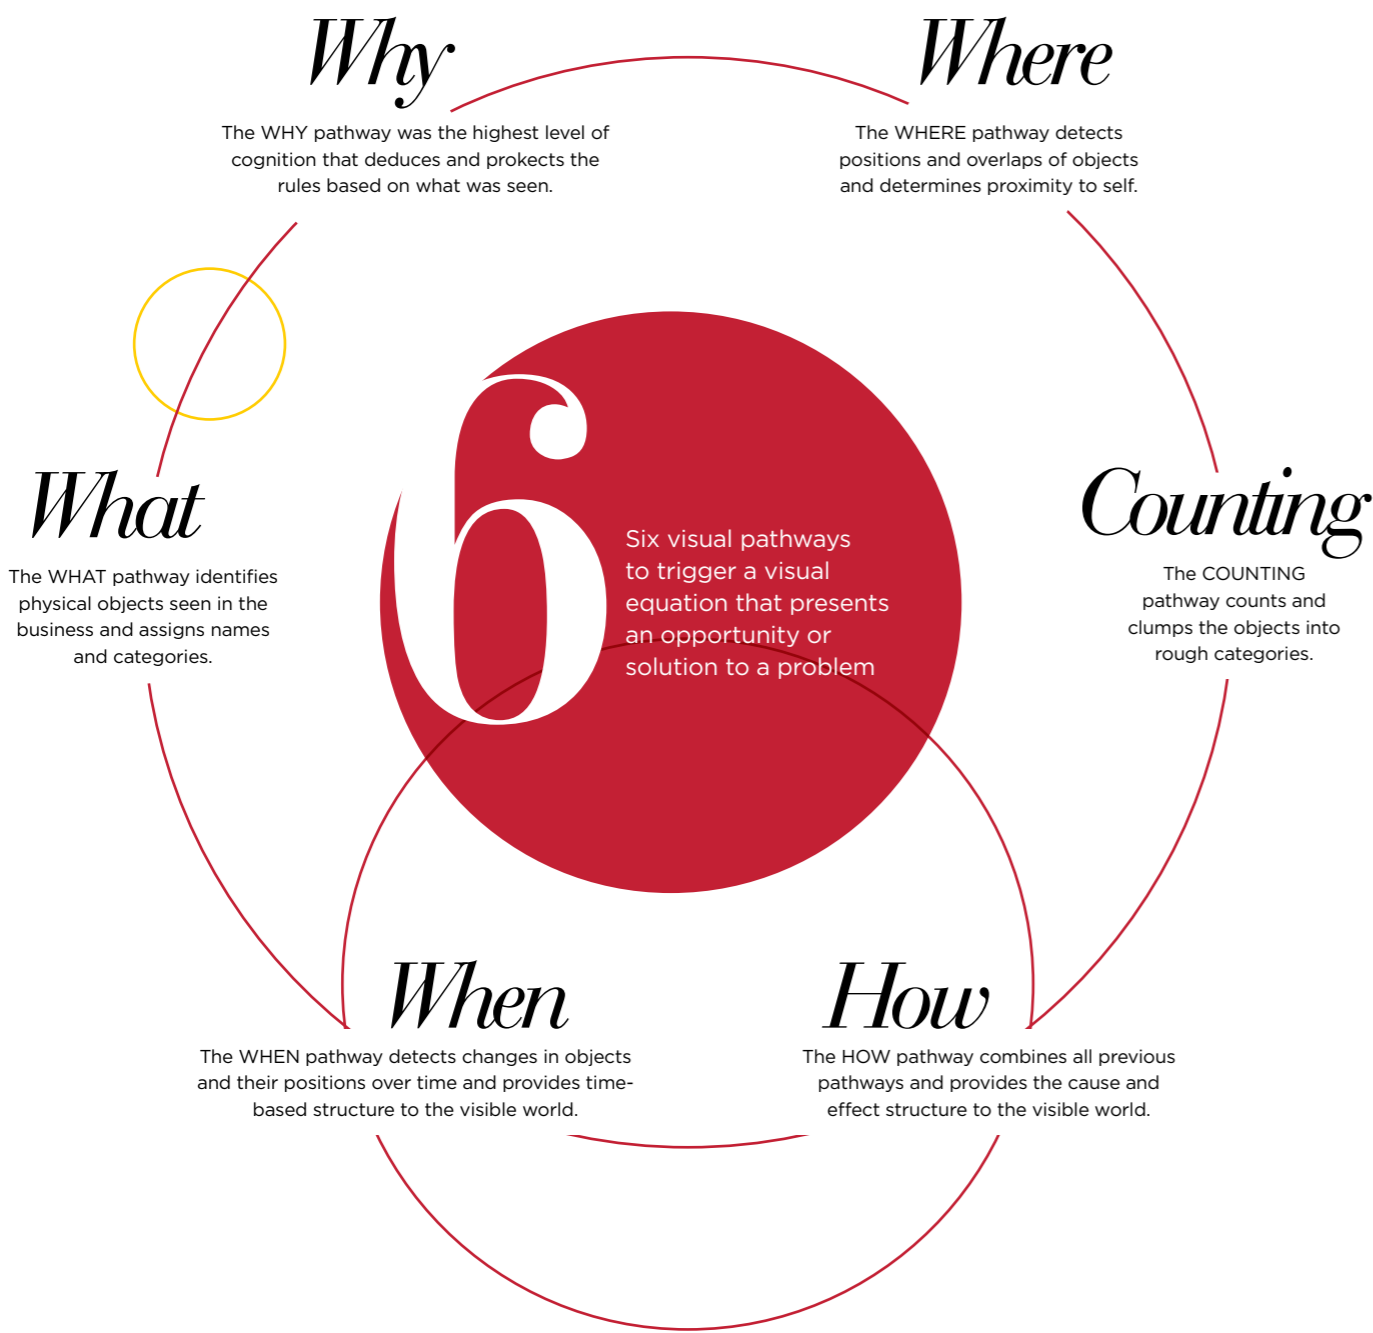 Why
The WHY pathway was the highest level of
cognition that deduces and prokects the
rules based on what was seen.
Where
The WHERE pathway detects
positions and overlaps of objects
and determines proximity to self.
What
The WHAT pathway identifies
physical objects seen in the
business and assigns names
and categories.
6
Six visual pathways
to trigger a visual
equation that presents
an opportunity or
solution to a problem
Counting
The COUNTING
pathway counts and
clumps the objects into
rough categories.
When
The WHEN pathway detects changes in objects
and their positions over time and provides time-
based structure to the visible world.
How
The HOW pathway combines all previous
pathways and provides the cause and
effect structure to the visible world.